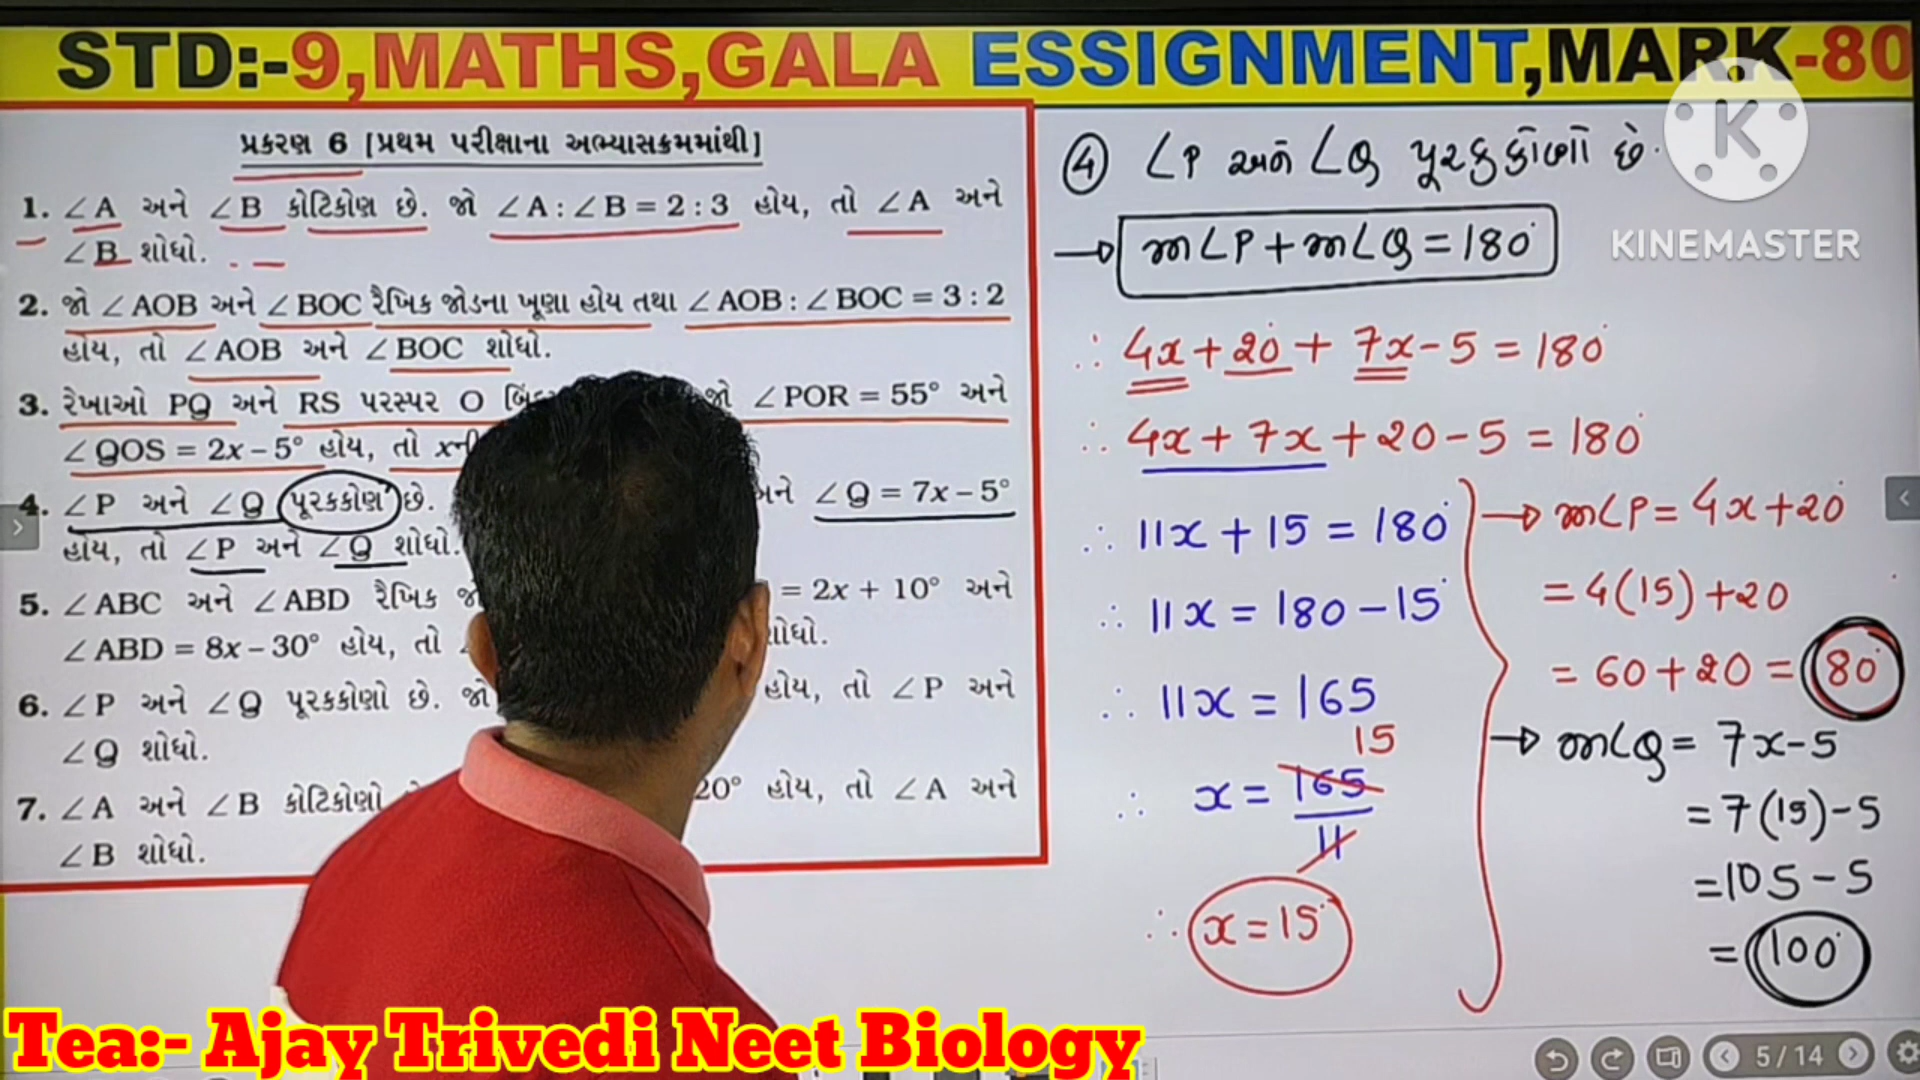 STD:-9,MATHS,GALA ESSIGNMENT,MARK-80
પ્રકરણ 6 [પ્રથમ પરીક્ષાના અભ્યાસક્રમમાંથી]
1. ∠A અને ∠B કોટિકોણ છે. જો ∠A : ∠B = 2 : 3 હોય, તો ∠A અને
∠B શોધો.
2. જો ∠AOB અને ∠BOC રૈખિક જોડના ખૂણા હોય તથા ∠AOB : ∠BOC = 3 : 2
હોય, તો ∠AOB અને ∠BOC શોધો.
3. રેખાઓ PQ અને RS પરસ્પર O જો ∠POR = 55° અને
∠QOS = 2x – 5° હોય, તો
4. ∠P અને ∠Q પૂરકકોણ છે. અને ∠Q = 7x – 5°
હોય, તો ∠P અને ∠Q શોધો.
5. ∠ABC અને ∠ABD રૈખિક = 2x + 10° અને
∠ABD = 8x – 30° હોય, તો શોધો.
6. ∠P અને ∠Q પૂરકકોણો છે. જો હોય, તો ∠P અને
∠Q શોધો.
7. ∠A અને ∠B કોટિકોણો 20° હોય, તો ∠A અને
∠B શોધો.
④ ∠P અને ∠Q પૂરકકોણો છે.
→ m∠P + m∠Q = 180°
∴ 4x + 20° + 7x - 5 = 180°
∴ 4x + 7x + 20 - 5 = 180°
∴ 11x + 15 = 180°
∴ 11x = 180 - 15°
∴ 11x = 165
15
∴ x = 165
11
∴ x = 15°
→ m∠P = 4x + 20°
= 4(15) + 20
= 60 + 20 = 80°
→ m∠Q = 7x - 5
= 7(15) - 5
= 105 - 5
= 100°
K
KINEMASTER
Tea:- Ajay Trivedi Neet Biology
5 / 14